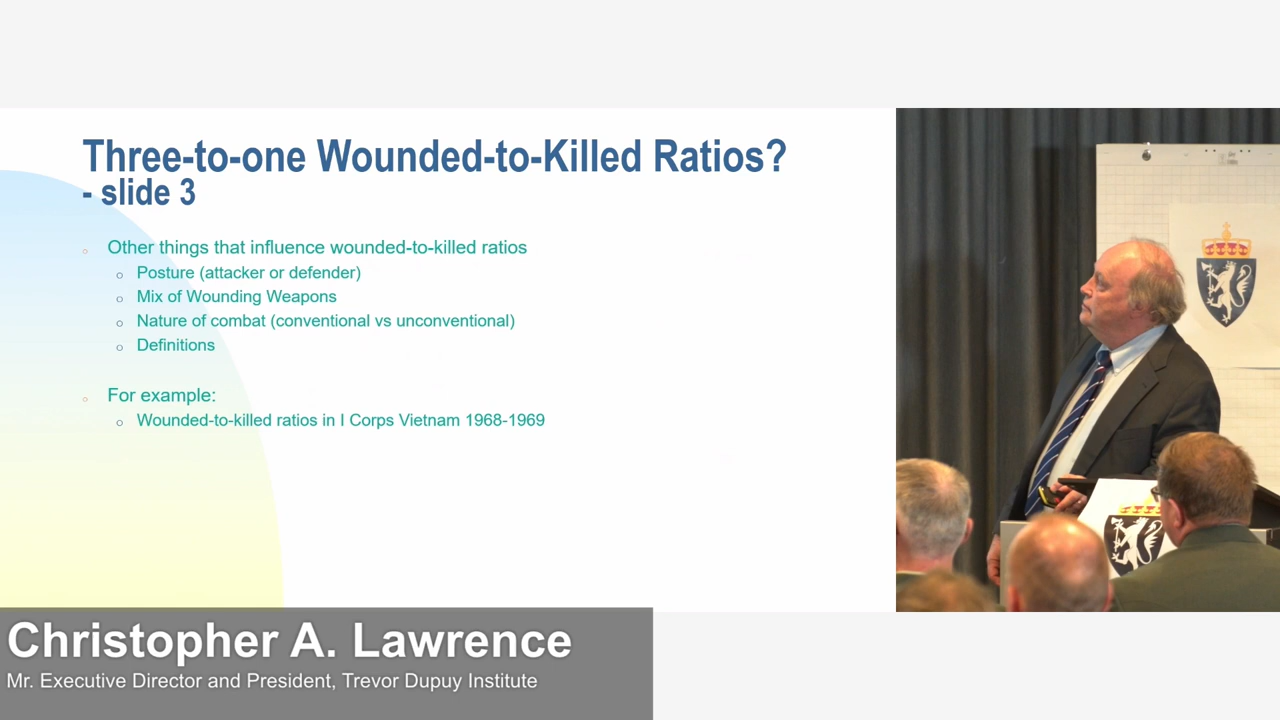 Three-to-one Wounded-to-Killed Ratios?
- slide 3
Other things that influence wounded-to-killed ratios
Posture (attacker or defender)
Mix of Wounding Weapons
Nature of combat (conventional vs unconventional)
Definitions
For example:
Wounded-to-killed ratios in I Corps Vietnam 1968-1969
Christopher A. Lawrence
Mr. Executive Director and President, Trevor Dupuy Institute